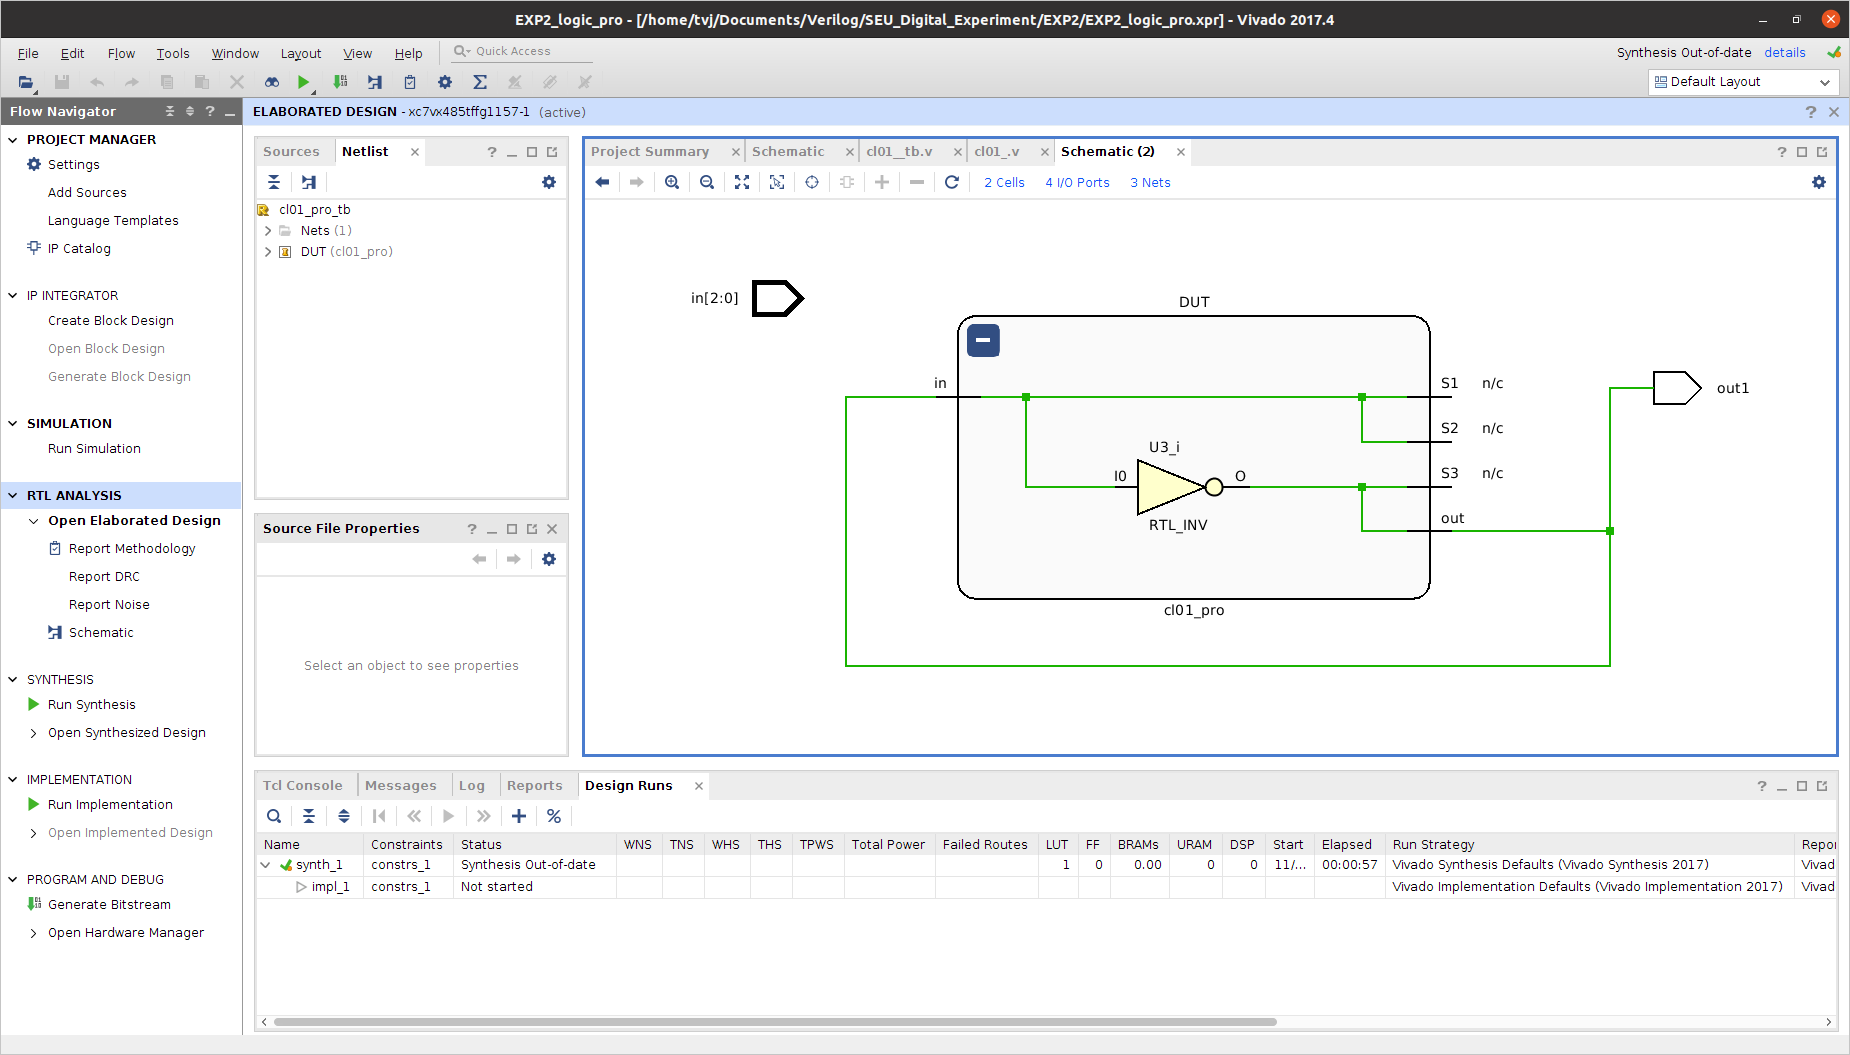 EXP2_logic_pro - [/home/tvj/Documents/Verilog/SEU_Digital_Experiment/EXP2/EXP2_logic_pro.xpr] - Vivado 2017.4
File Edit Flow Tools Window Layout View Help Quick Access
Synthesis Out-of-date details
Default Layout
Flow Navigator
?
ELABORATED DESIGN - xc7vx485tffg1157-1 (active)
PROJECT MANAGER
Settings
Add Sources
Language Templates
IP Catalog
IP INTEGRATOR
Create Block Design
Open Block Design
Generate Block Design
SIMULATION
Run Simulation
RTL ANALYSIS
Open Elaborated Design
Report Methodology
Report DRC
Report Noise
Schematic
SYNTHESIS
Run Synthesis
Open Synthesized Design
IMPLEMENTATION
Run Implementation
Open Implemented Design
PROGRAM AND DEBUG
Generate Bitstream
Open Hardware Manager
Sources Netlist
cl01_pro_tb
Nets (1)
DUT (cl01_pro)
Source File Properties
Select an object to see properties
Project Summary Schematic cl01__tb.v cl01_.v Schematic (2)
2 Cells 4 I/O Ports 3 Nets
in[2:0]
DUT
in
S1 n/c
out1
S2 n/c
U3_i
S3 n/c
I0
O
out
RTL_INV
cl01_pro
Tcl Console Messages Log Reports Design Runs
Name Constraints Status WNS TNS WHS THS TPWS Total Power Failed Routes LUT FF BRAMs URAM DSP Start Elapsed Run Strategy Repor
synth_1 constrs_1 Synthesis Out-of-date 1 0 0.00 0 0 11/... 00:00:57 Vivado Synthesis Defaults (Vivado Synthesis 2017) Vivad
impl_1 constrs_1 Not started Vivado Implementation Defaults (Vivado Implementation 2017) Vivad